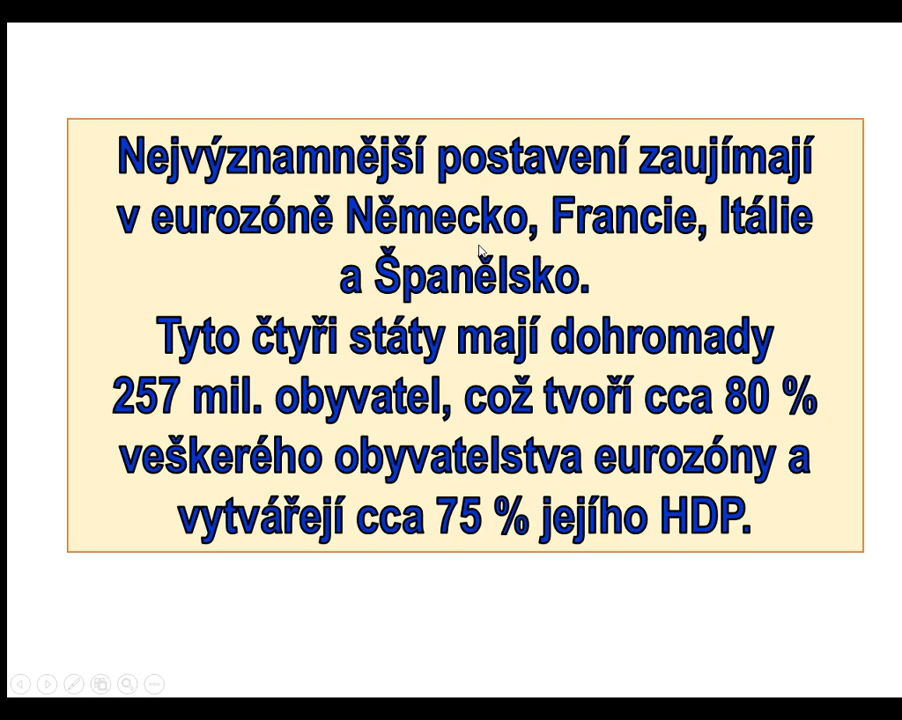 Nejvýznamnější postavení zaujímají
v eurozóně Německo, Francie, Itálie
a Španělsko.
Tyto čtyři státy mají dohromady
257 mil. obyvatel, což tvoří cca 80 %
veškerého obyvatelstva eurozóny a
vytvářejí cca 75 % jejího HDP.